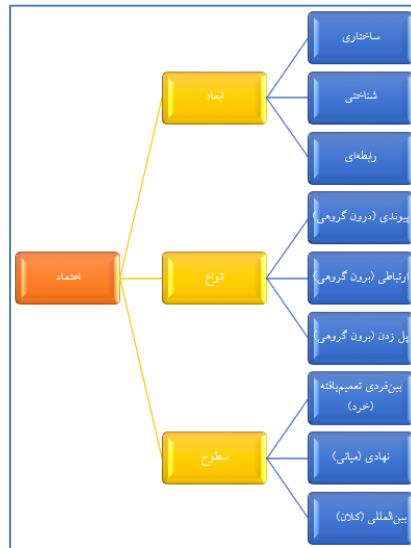 اعتماد
ابعاد
ساختاری
شناختی
رابطه‌ای
انواع
پیوندی (درون گروهی)
ارتباطی (برون گروهی)
پل زدن (برون گروهی)
سطوح
بین‌فردی تعمیم‌یافته
(خرد)
نهادی (میانی)
بین‌المللی (کلان)